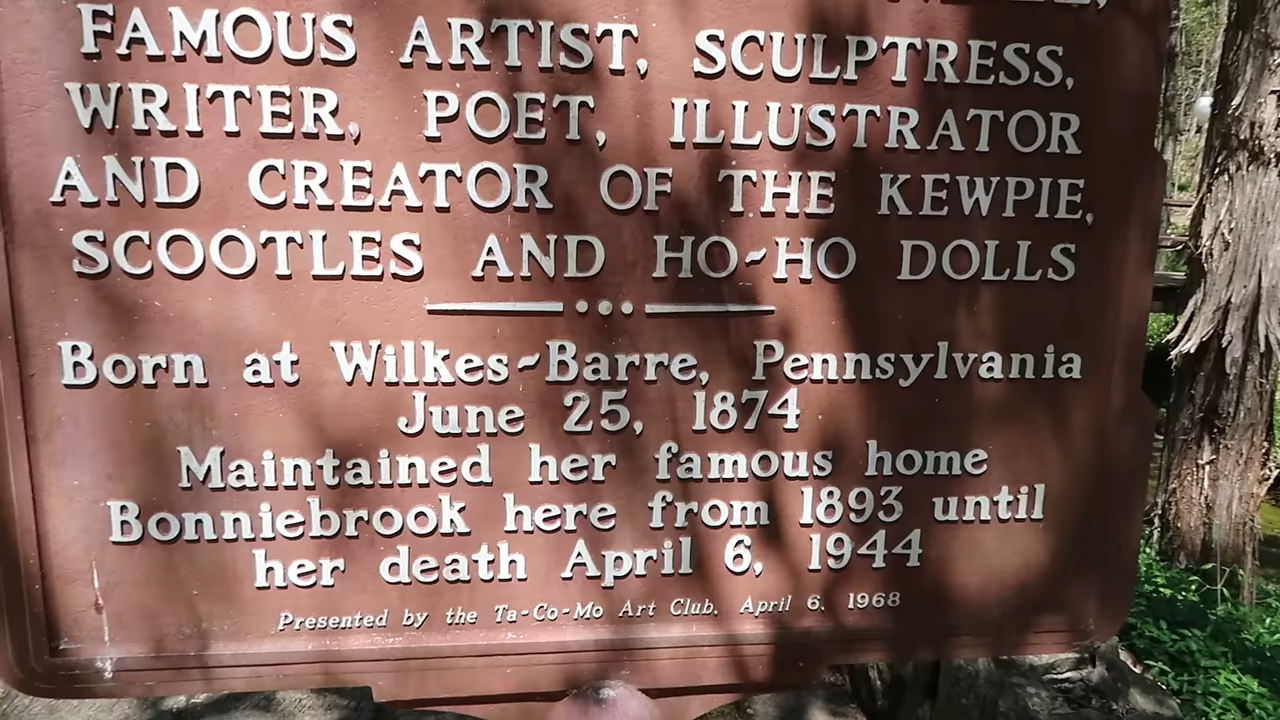 FAMOUS ARTIST, SCULPTRESS,
WRITER, POET, ILLUSTRATOR
AND CREATOR OF THE KEWPIE,
SCOOTLES AND HO-HO DOLLS
Born at Wilkes-Barre, Pennsylvania
June 25, 1874
Maintained her famous home
Bonniebrook here from 1893 until
her death April 6, 1944
Presented by the Ta-Co-Mo Art Club, April 6, 1968